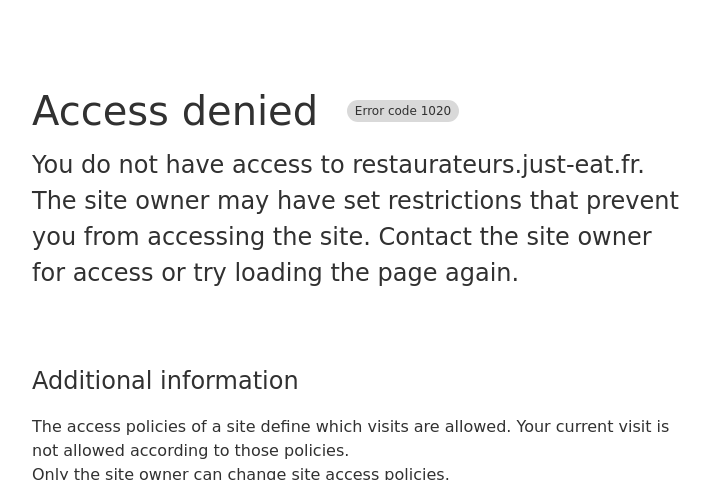 Access denied Error code 1020
You do not have access to restaurateurs.just-eat.fr.
The site owner may have set restrictions that prevent
you from accessing the site. Contact the site owner
for access or try loading the page again.
Additional information
The access policies of a site define which visits are allowed. Your current visit is
not allowed according to those policies.
Only the site owner can change site access policies.